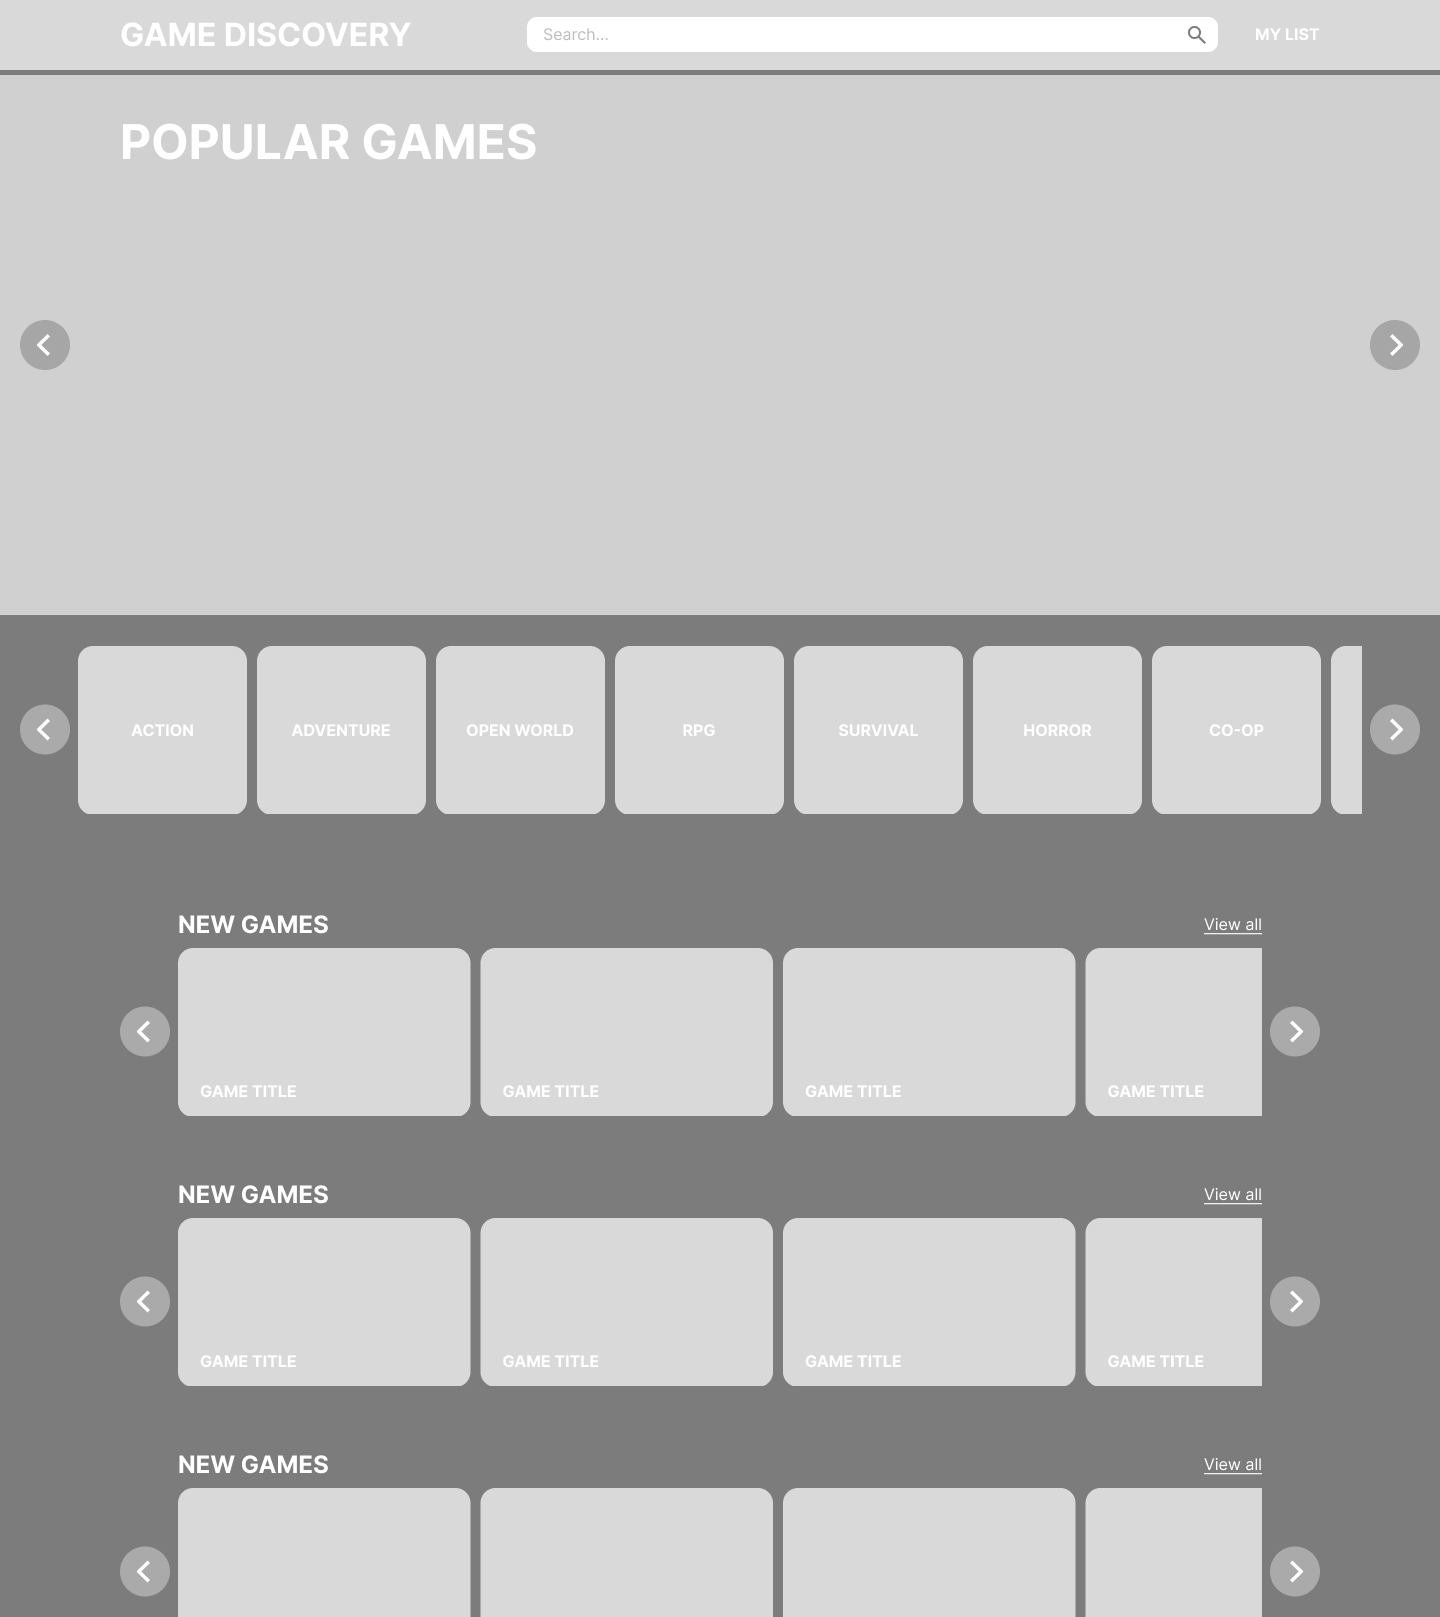 GAME DISCOVERY
Search...
MY LIST
POPULAR GAMES
ACTION
ADVENTURE
OPEN WORLD
RPG
SURVIVAL
HORROR
CO-OP
NEW GAMES
View all
GAME TITLE
GAME TITLE
GAME TITLE
GAME TITLE
NEW GAMES
View all
GAME TITLE
GAME TITLE
GAME TITLE
GAME TITLE
NEW GAMES
View all